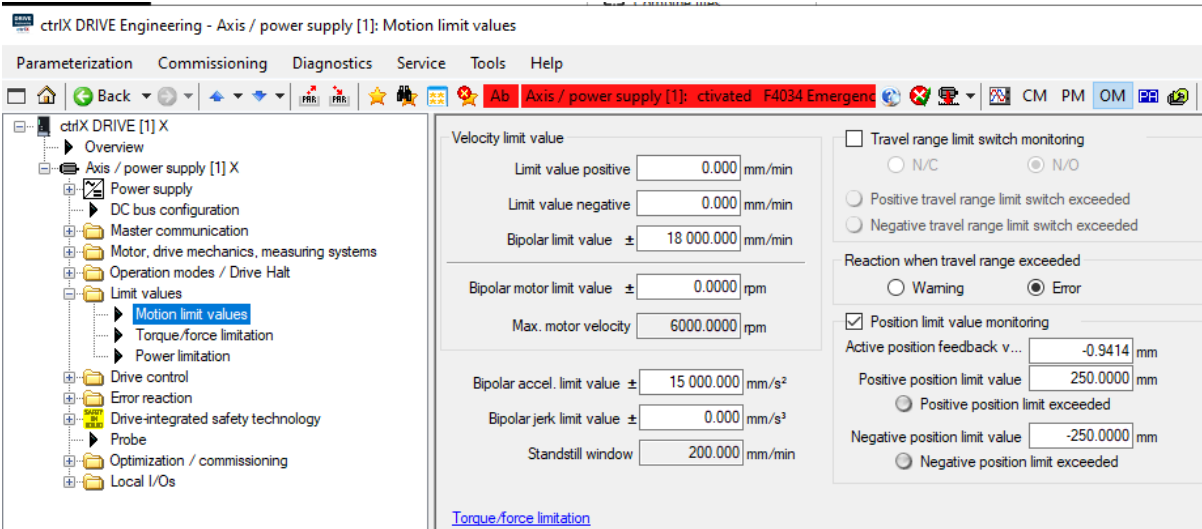 ctrlX DRIVE Engineering - Axis / power supply [1]: Motion limit values
Parameterization Commissioning Diagnostics Service Tools Help
Back PAR PAR Ab Axis / power supply [1]: ctivated F4034 Emergenc CM PM OM
ctrlX DRIVE [1] X
Overview
Axis / power supply [1] X
Power supply
DC bus configuration
Master communication
Motor, drive mechanics, measuring systems
Operation modes / Drive Halt
Limit values
Motion limit values
Torque/force limitation
Power limitation
Drive control
Error reaction
Drive-integrated safety technology
Probe
Optimization / commissioning
Local I/Os
Velocity limit value
Limit value positive 0.000 mm/min
Limit value negative 0.000 mm/min
Bipolar limit value ± 18 000.000 mm/min
Bipolar motor limit value ± 0.0000 rpm
Max. motor velocity 6000.0000 rpm
Bipolar accel. limit value ± 15 000.000 mm/s²
Bipolar jerk limit value ± 0.000 mm/s³
Standstill window 200.000 mm/min
Torque/force limitation
Travel range limit switch monitoring
N/C N/O
Positive travel range limit switch exceeded
Negative travel range limit switch exceeded
Reaction when travel range exceeded
Warning Error
Position limit value monitoring
Active position feedback v... -0.9414 mm
Positive position limit value 250.0000 mm
Positive position limit exceeded
Negative position limit value -250.0000 mm
Negative position limit exceeded